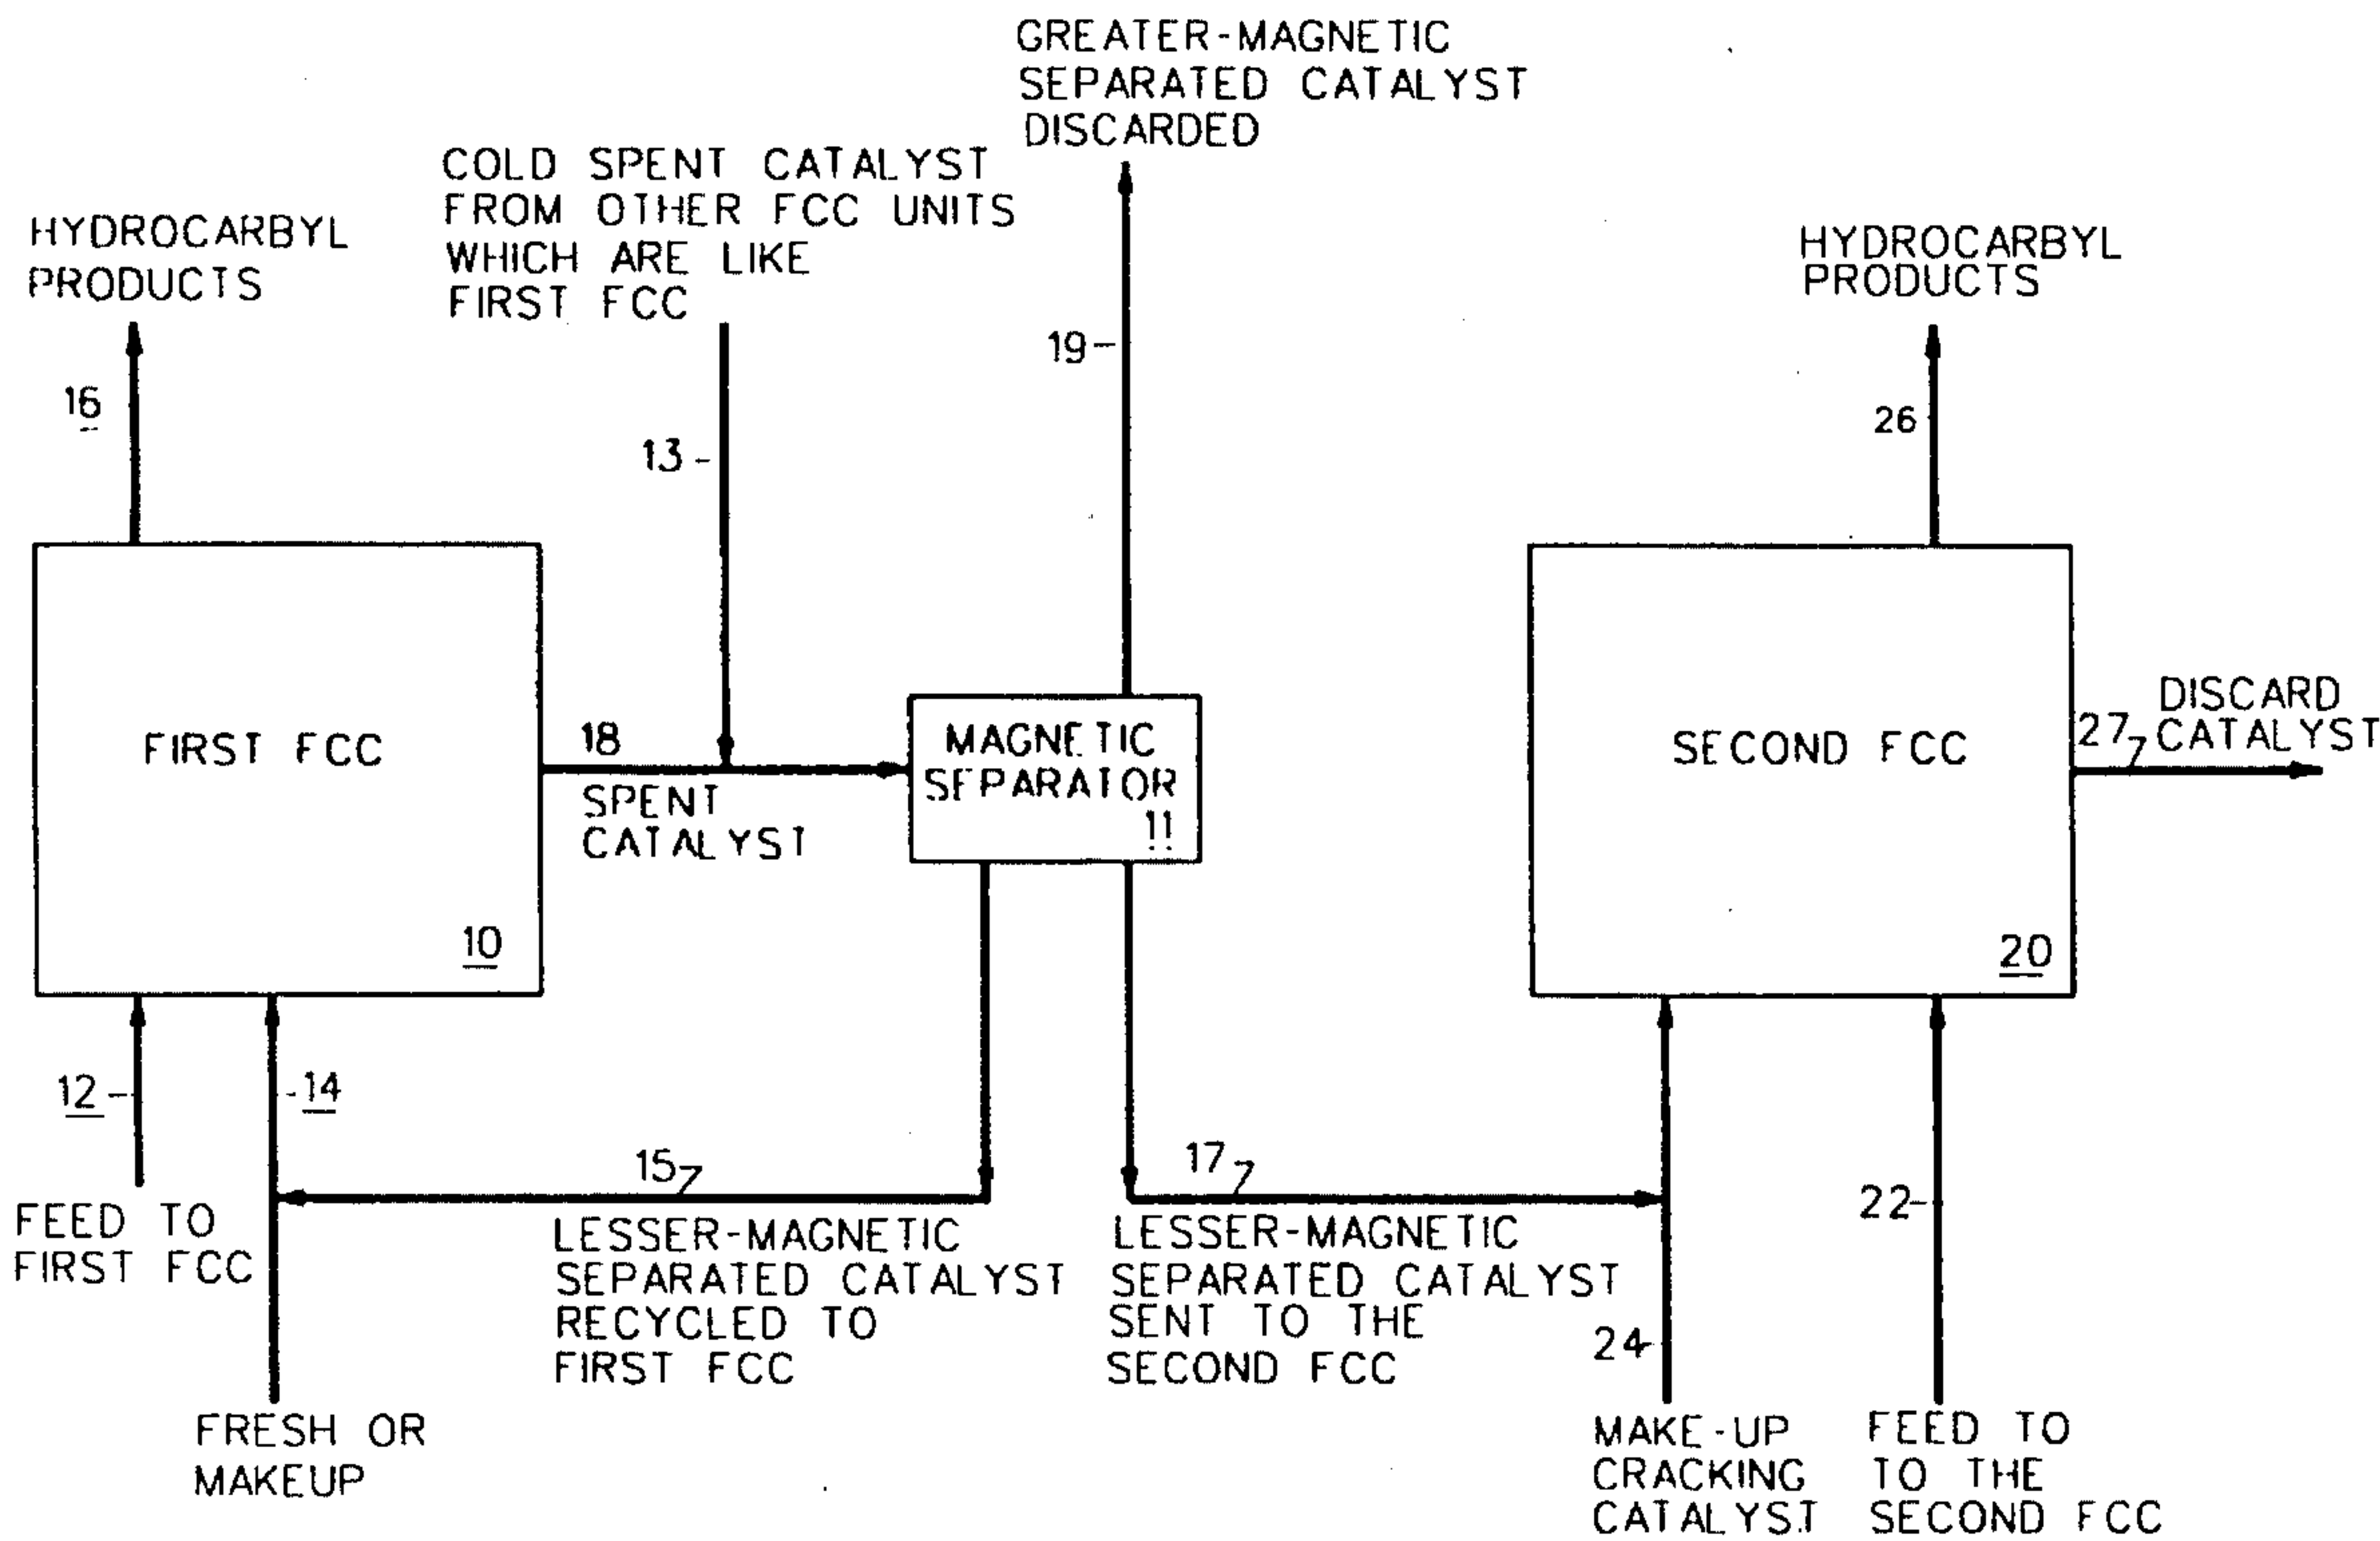 GREATER-MAGNETIC
SEPARATED CATALYST
DISCARDED
COLD SPENT CATALYST
FROM OTHER FCC UNITS
WHICH ARE LIKE
FIRST FCC
HYDROCARBYL
PRODUCTS
HYDROCARBYL
PRODUCTS
16
13
19
26
FIRST FCC
10
18
SPENT
CATALYST
MAGNETIC
SEPARATOR
11
SECOND FCC
20
27
DISCARD
CATALYST
12
14
15
17
22
24
FEED TO
FIRST FCC
LESSER-MAGNETIC
SEPARATED CATALYST
RECYCLED TO
FIRST FCC
LESSER-MAGNETIC
SEPARATED CATALYST
SENT TO THE
SECOND FCC
FRESH OR
MAKEUP
MAKE-UP
CRACKING
CATALYST
FEED TO
TO THE
SECOND FCC